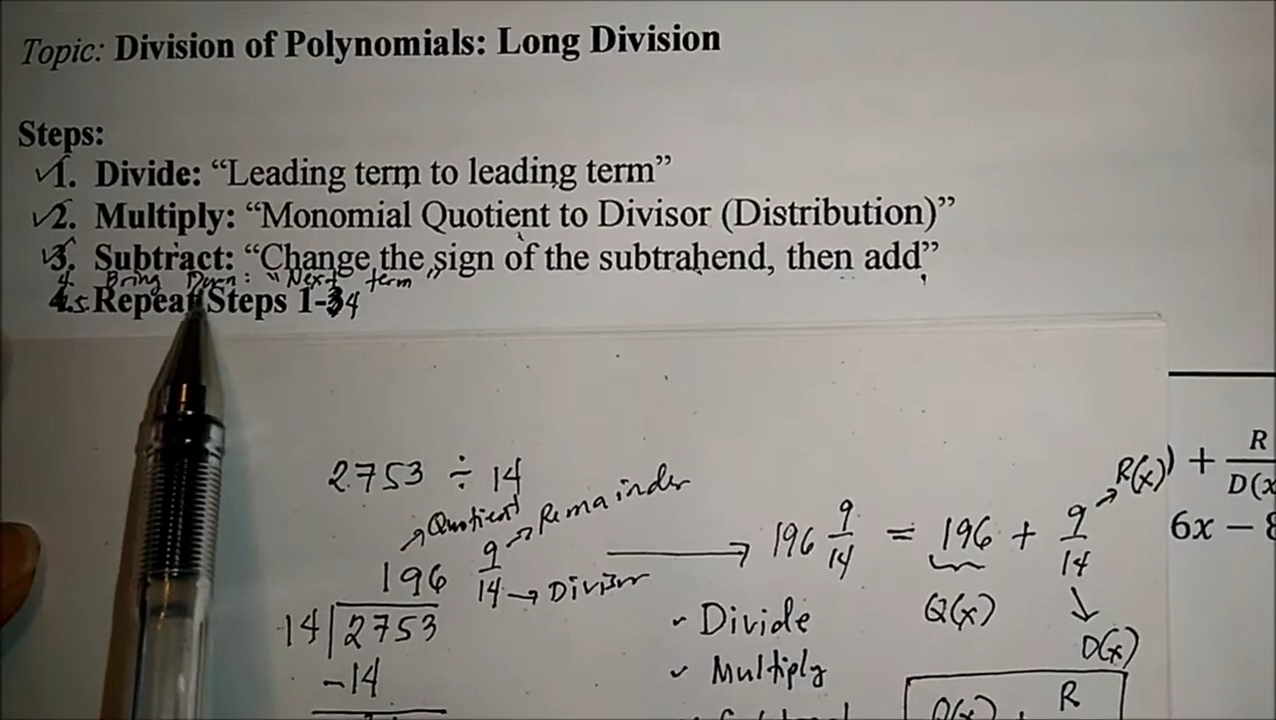 Topic: Division of Polynomials: Long Division
Steps:
1. Divide: “Leading term to leading term”
2. Multiply: “Monomial Quotient to Divisor (Distribution)”
3. Subtract: “Change the sign of the subtrahend, then add”
4. Bring Down: "Next term"
5. Repeat Steps 1-4
2753 ÷ 14
Quotient
Remainder
196 9/14 → Divisor
14 2753
-14
196 9/14 = 196 + 9/14
R(x)
Q(x)
D(x)
Divide
Multiply
) + R
D(x
6x − 8
R